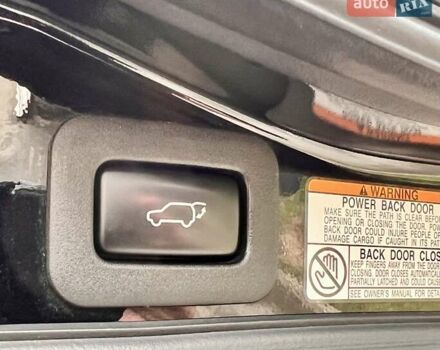 auto RIA
WARNING
POWER BACK DOOR
MAKE SURE THE PATH IS CLEAR BEFORE
OPERATING OR CLOSING THE DOOR. POWER
BACK DOOR COULD INJURE PEOPLE OR
DAMAGE CARGO IF CAUGHT IN ITS PATH.
BACK DOOR CLOS
KEEP FINGERS AWAY FROM THE DOOR
CLOSING. DOOR CLOSES AUTOMATICALLY
PARTIALLY LATCHED AND COULD CAUSE
SEE OWNER'S MANUAL FOR DETA